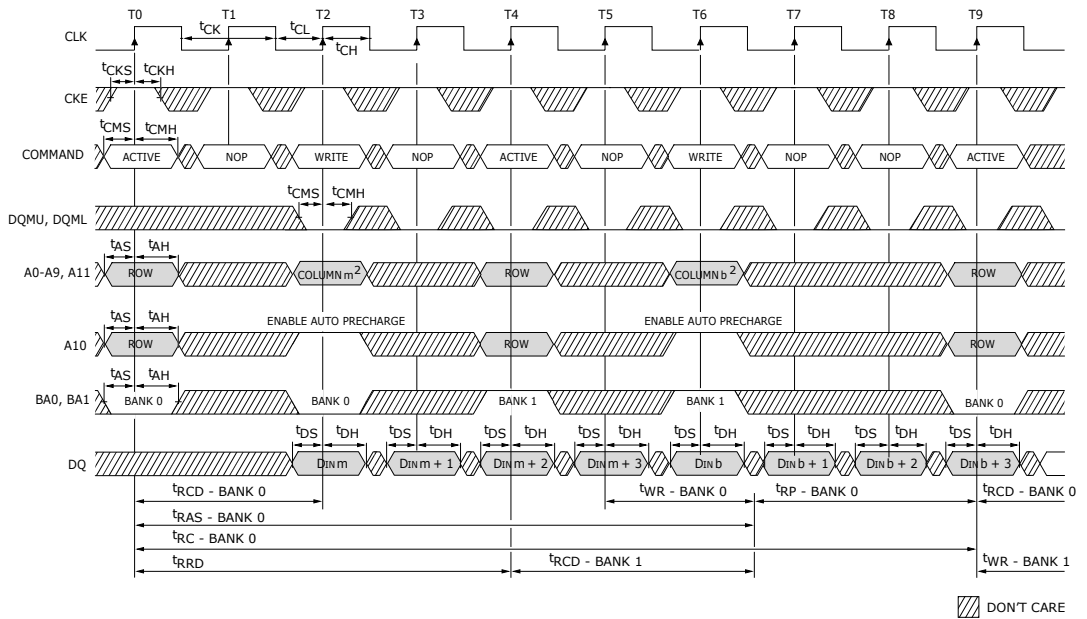 T0 T1 T2 T3 T4 T5 T6 T7 T8 T9
CLK
tCK tCL
tCH
tCKS tCKH
CKE
tCMS tCMH
COMMAND ACTIVE NOP WRITE NOP ACTIVE NOP WRITE NOP NOP ACTIVE
tCMS tCMH
DQMU, DQML
tAS tAH
A0-A9, A11 ROW COLUMN m 2 ROW COLUMN b 2 ROW
tAS tAH ENABLE AUTO PRECHARGE ENABLE AUTO PRECHARGE
A10 ROW ROW ROW
tAS tAH
BA0, BA1 BANK 0 BANK 0 BANK 1 BANK 1 BANK 0
tDS tDH tDS tDH tDS tDH tDS tDH tDS tDH tDS tDH tDS tDH tDS tDH
DQ DIN m DIN m + 1 DIN m + 2 DIN m + 3 DIN b DIN b + 1 DIN b + 2 DIN b + 3
tRCD - BANK 0 tWR - BANK 0 tRP - BANK 0 tRCD - BANK 0
tRAS - BANK 0
tRC - BANK 0
tRRD tRCD - BANK 1 tWR - BANK 1
DON'T CARE